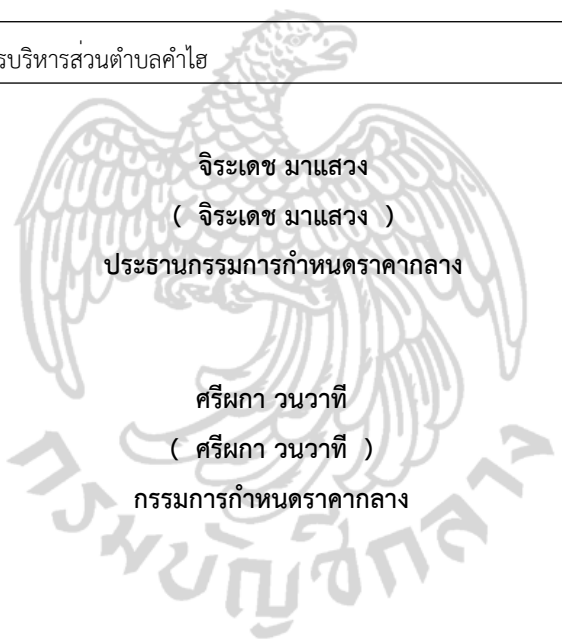 รบริหารส่วนตำบลคำไฮ
จิระเดช มาแสวง
( จิระเดช มาแสวง )
ประธานกรรมการกำหนดราคากลาง
ศรีผกา วนวาที
( ศรีผกา วนวาที )
กรรมการกำหนดราคากลาง
กรมบัญชีกลาง